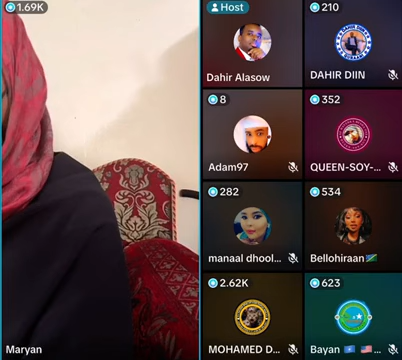 1.69K
Maryan
Host
Dahir Alasow
210
DAHIR DIIN
8
Adam97
352
QUEEN-SOY-...
282
manaal dhool...
534
Bellohiraan
2.62K
MOHAMED D...
623
Bayan